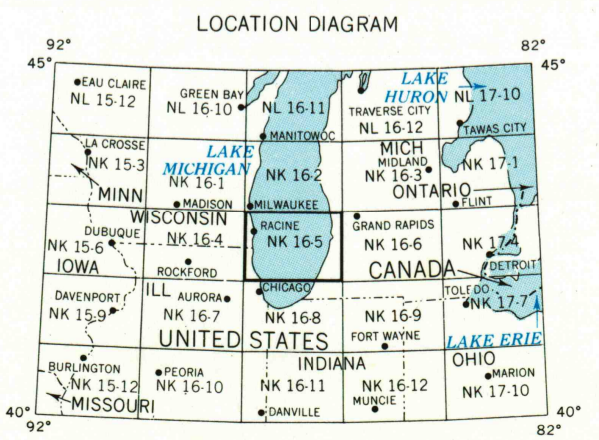 LOCATION DIAGRAM
92° 82°
45° 45°
EAU CLAIRE
NL 15-12
GREEN BAY
NL 16-10
NL 16-11
MANITOWOC
TRAVERSE CITY
NL 16-12
LAKE
HURON
NL 17-10
TAWAS CITY
LA CROSSE
NK 15-3
MINN
LAKE
MICHIGAN
NK 16-1
MADISON
WISCONSIN
NK 16-2
MILWAUKEE
MICH
MIDLAND
NK 16-3
ONTARIO
NK 17-1
FLINT
DUBUQUE
NK 15-6
IOWA
NK 16-4
ROCKFORD
RACINE
NK 16-5
GRAND RAPIDS
NK 16-6
CANADA
NK 17-4
DETROIT
DAVENPORT
NK 15-9
ILL
AURORA
NK 16-7
CHICAGO
NK 16-8
NK 16-9
FORT WAYNE
TOLEDO
NK 17-7
LAKE ERIE
UNITED STATES
INDIANA
OHIO
BURLINGTON
NK 15-12
MISSOURI
PEORIA
NK 16-10
NK 16-11
DANVILLE
NK 16-12
MUNCIE
MARION
NK 17-10
40° 40°
92° 82°